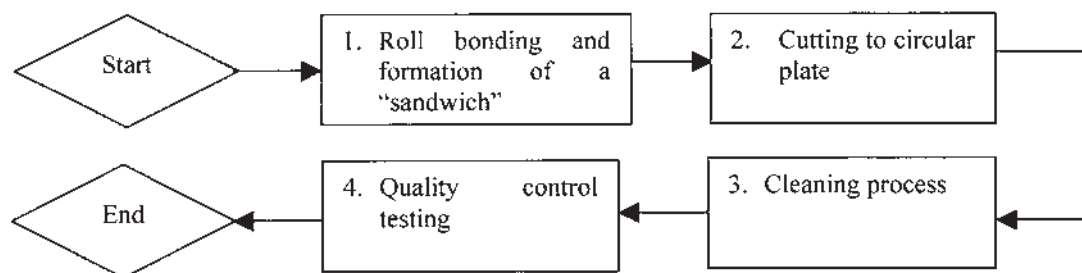 Start
1. Roll bonding and
formation of a
“sandwich”
2. Cutting to circular
plate
3. Cleaning process
4. Quality control
testing
End